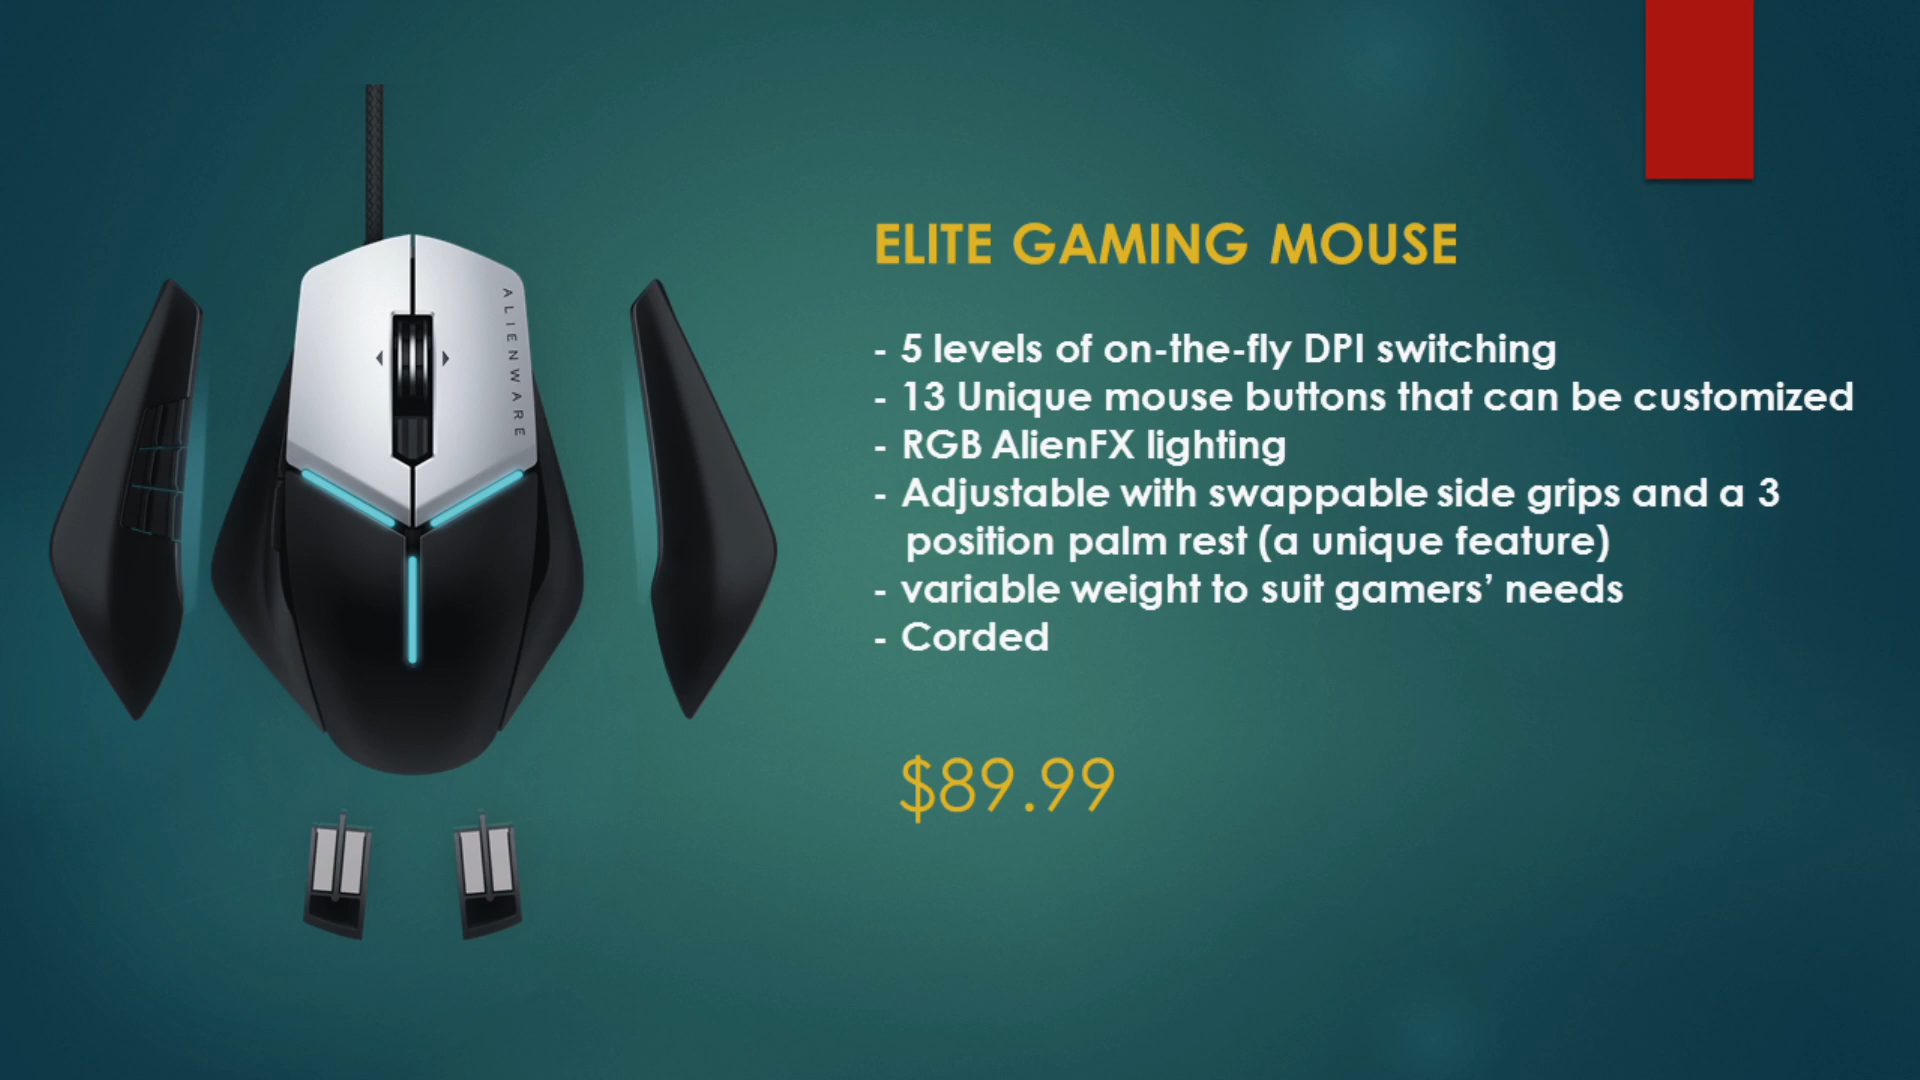 ALIENWARE
ELITE GAMING MOUSE
- 5 levels of on-the-fly DPI switching
- 13 Unique mouse buttons that can be customized
- RGB AlienFX lighting
- Adjustable with swappable side grips and a 3
position palm rest (a unique feature)
- variable weight to suit gamers’ needs
- Corded
$89.99